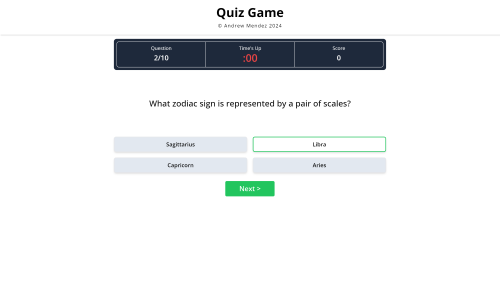 Quiz Game
© Andrew Mendez 2024
Question
2/10
Time's Up
:00
Score
0
What zodiac sign is represented by a pair of scales?
Sagittarius
Libra
Capricorn
Aries
Next >